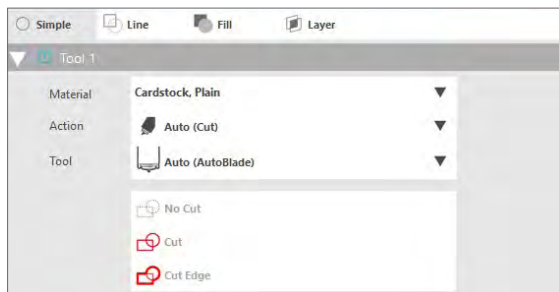 Simple Line Fill Layer
Tool 1
Material Cardstock, Plain
Action Auto (Cut)
Tool Auto (AutoBlade)
No Cut
Cut
Cut Edge